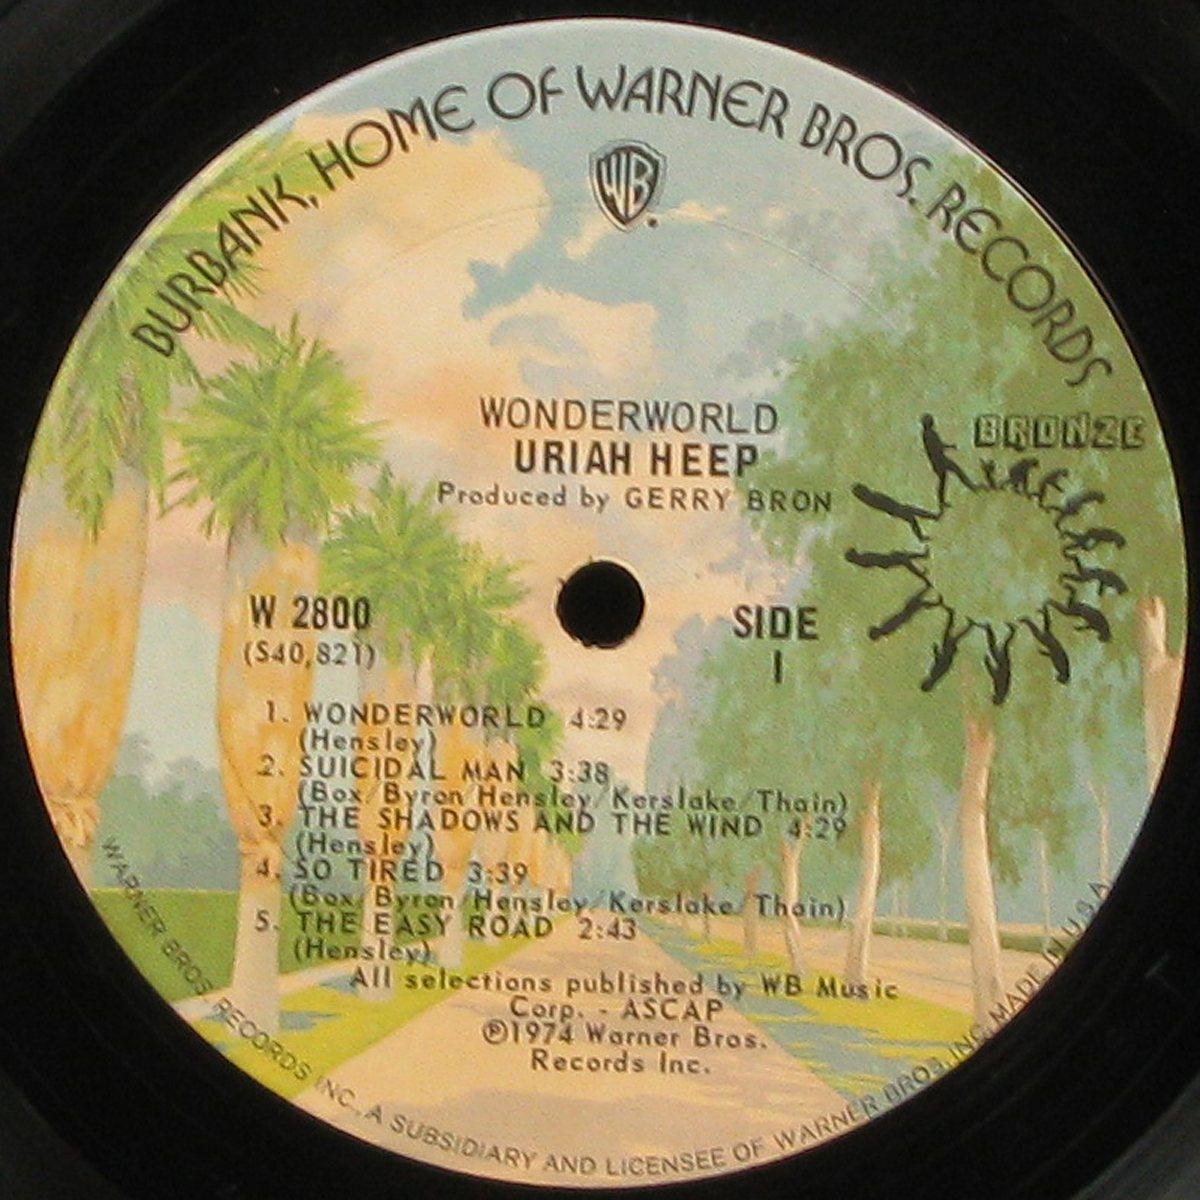 BURBANK, HOME OF WARNER BROS. RECORDS
WB
WONDERWORLD
URIAH HEEP
Produced by GERRY BRON
BRONZE
W 2800
(S40,821)
SIDE
1
1. WONDERWORLD 4:29
(Hensley)
2. SUICIDAL MAN 3:38
(Box/Byron/Hensley/Kerslake/Thain)
3. THE SHADOWS AND THE WIND 4:29
(Hensley)
4. SO TIRED 3:39
(Box/Byron/Hensley/Kerslake/Thain)
5. THE EASY ROAD 2:43
(Hensley)
All selections published by WB Music
Corp. - ASCAP
℗1974 Warner Bros.
Records Inc.
WARNER BROS. RECORDS INC., A SUBSIDIARY AND LICENSEE OF WARNER BROS., INC. MADE IN U.S.A.